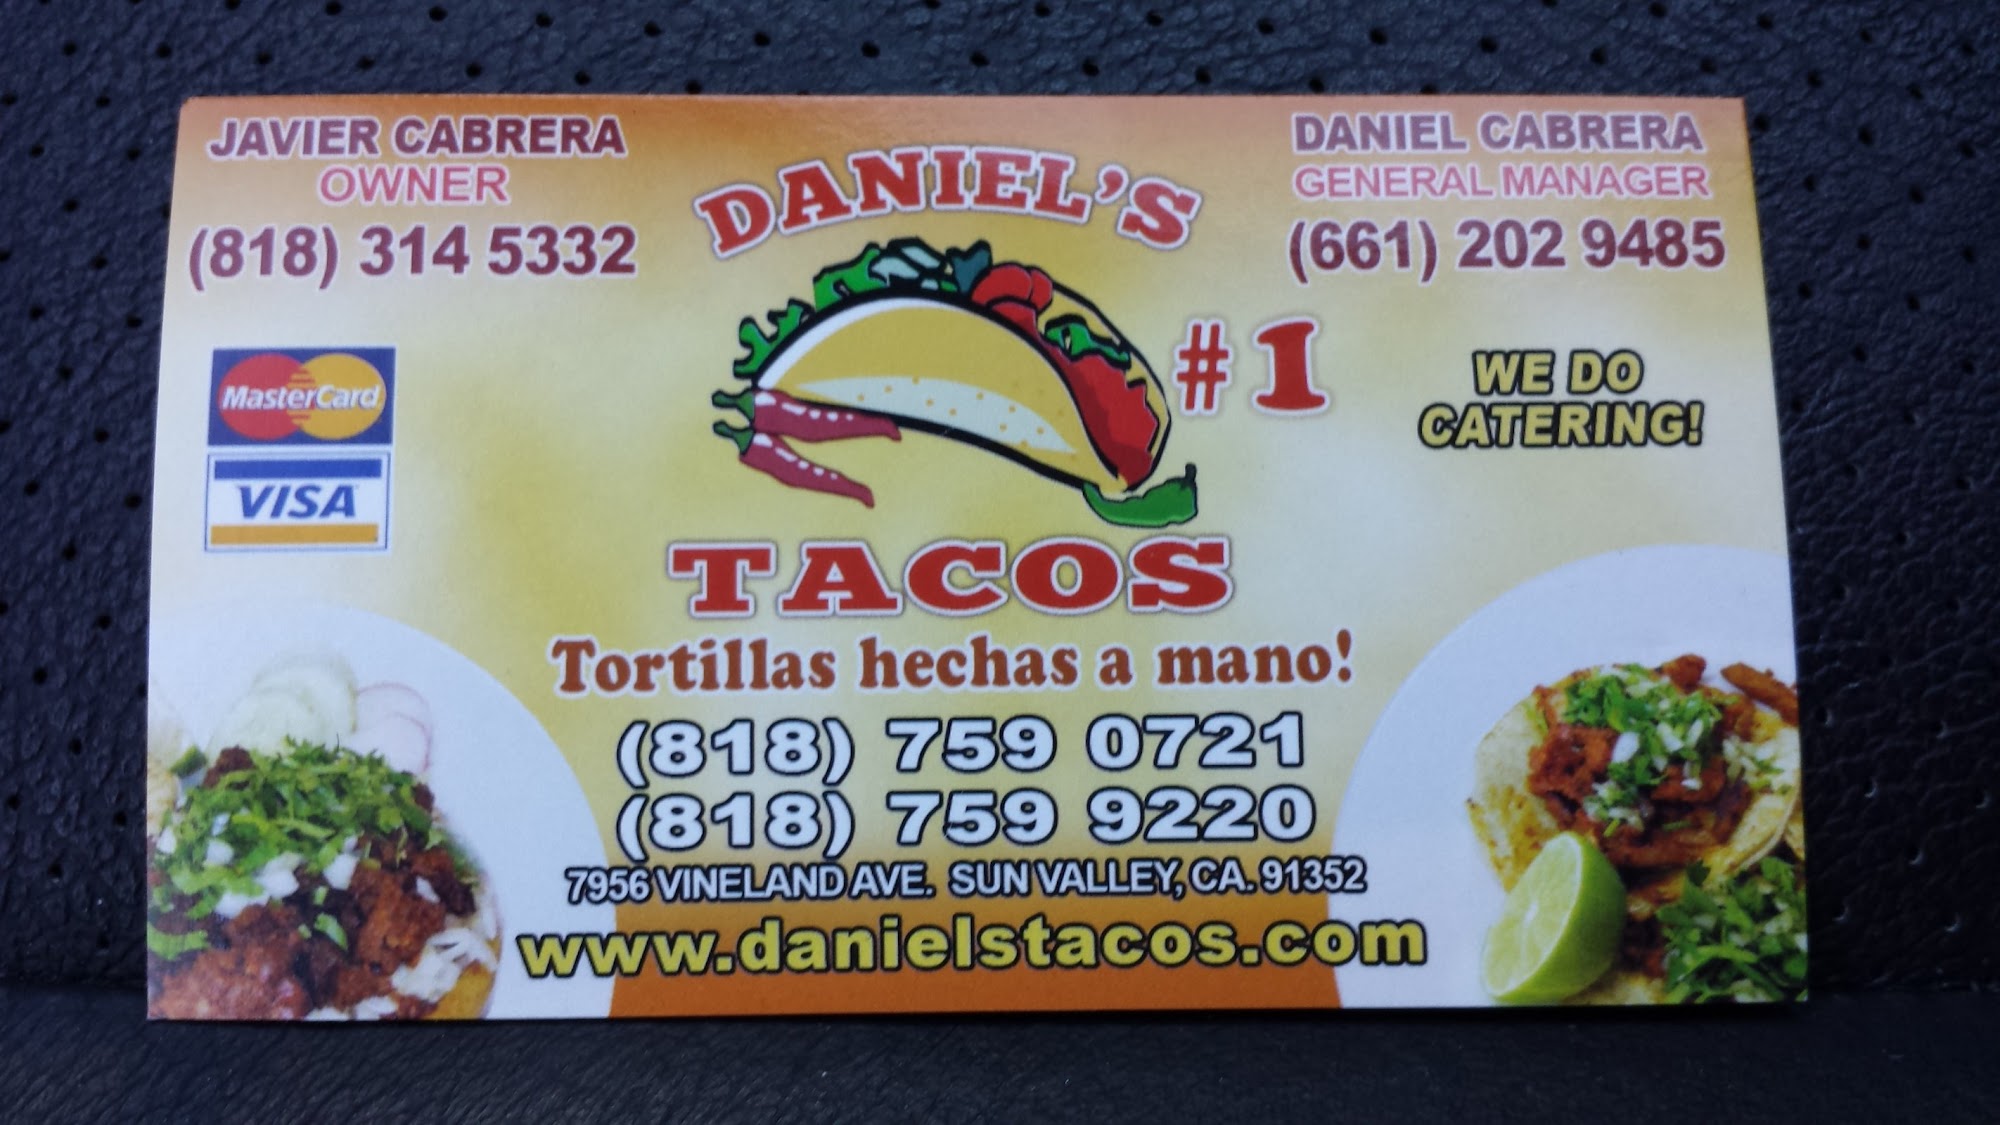 JAVIER CABRERA
OWNER
(818) 314 5332
DANIEL CABRERA
GENERAL MANAGER
(661) 202 9485
DANIEL'S
#1
TACOS
MasterCard
VISA
WE DO
CATERING!
Tortillas hechas a mano!
(818) 759 0721
(818) 759 9220
7956 VINELAND AVE. SUN VALLEY, CA. 91352
www.danielstacos.com